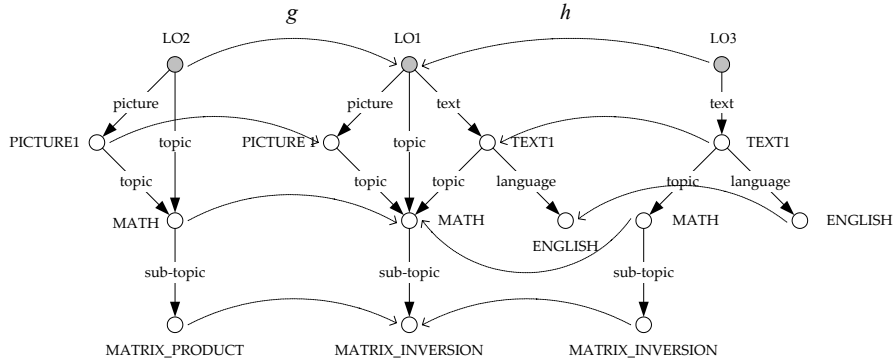 g h
LO2 LO1 LO3
picture picture text text
PICTURE1 topic PICTURE 1 topic TEXT1 TEXT1
topic topic topic language topic language
MATH MATH MATH ENGLISH
ENGLISH
sub-topic sub-topic sub-topic
MATRIX_PRODUCT MATRIX_INVERSION MATRIX_INVERSION